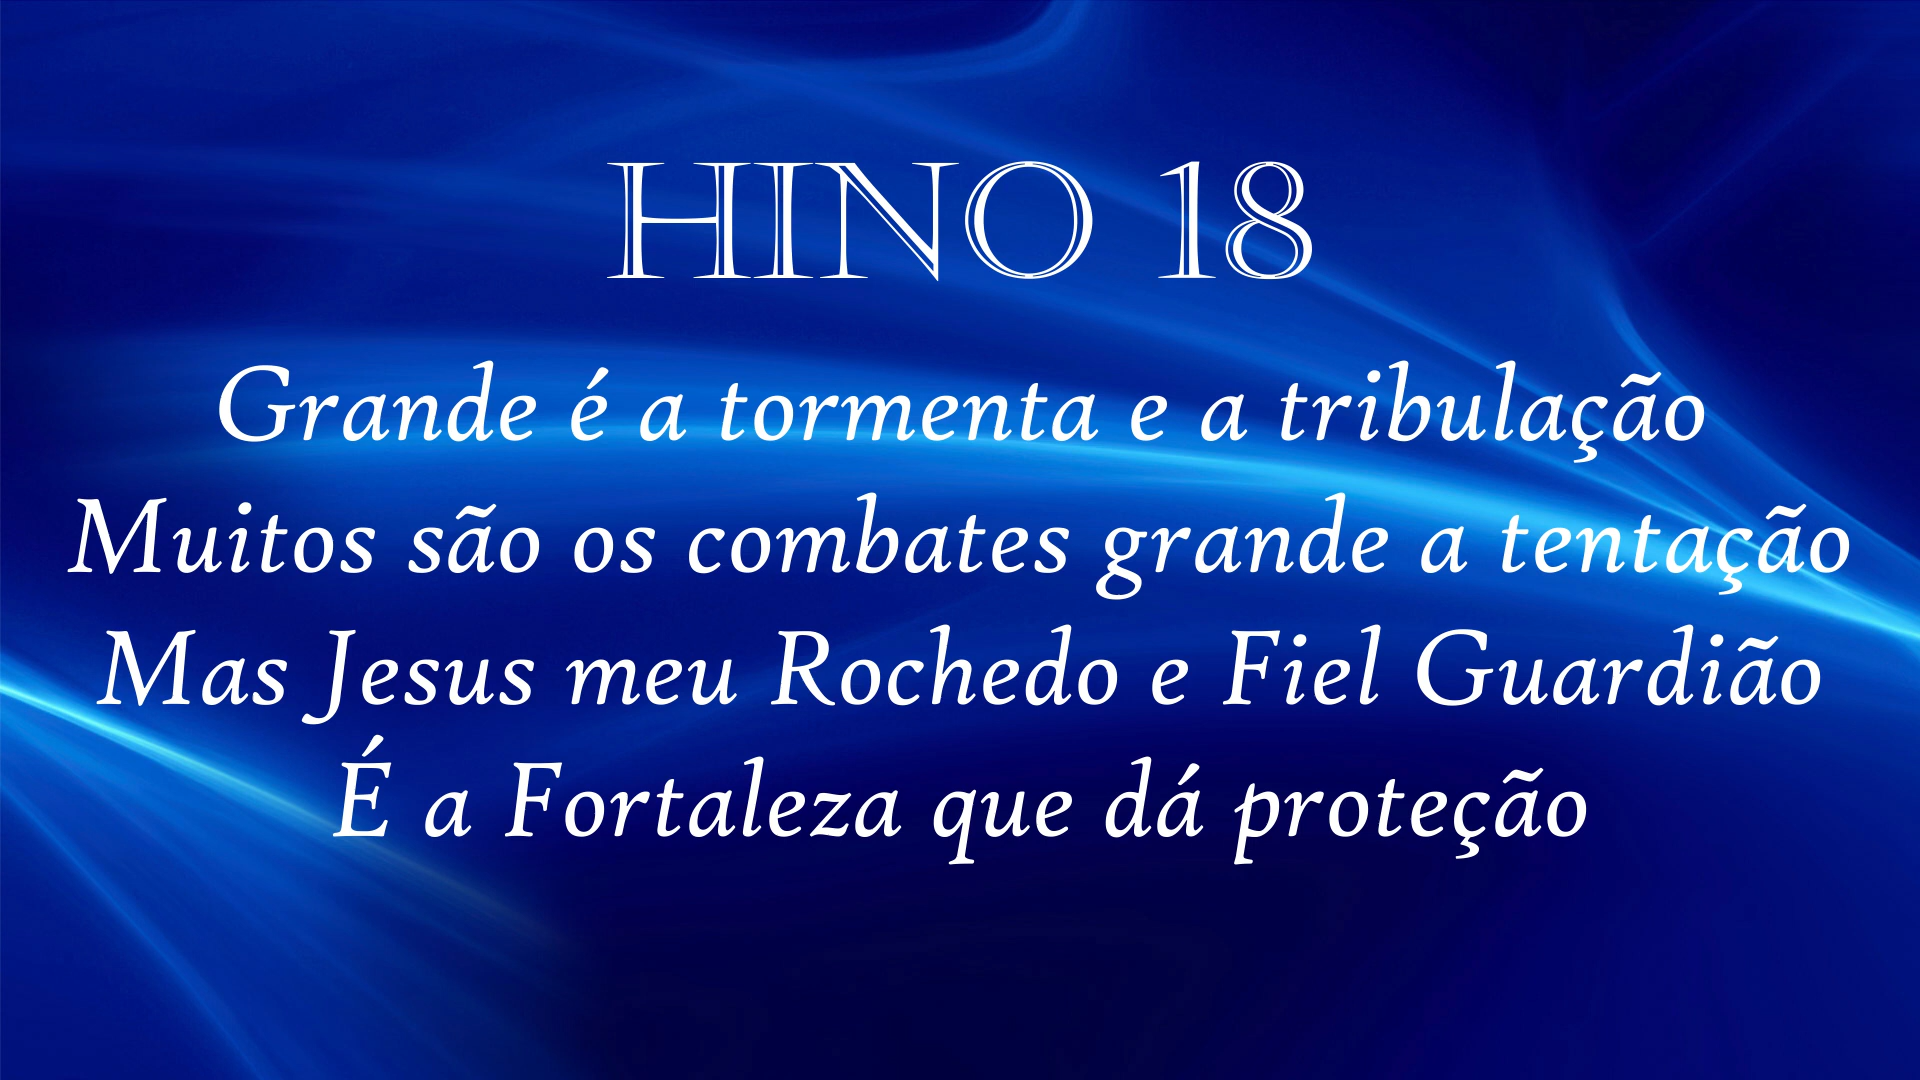 HINO 18
Grande é a tormenta e a tribulação
Muitos são os combates grande a tentação
Mas Jesus meu Rochedo e Fiel Guardião
É a Fortaleza que dá proteção